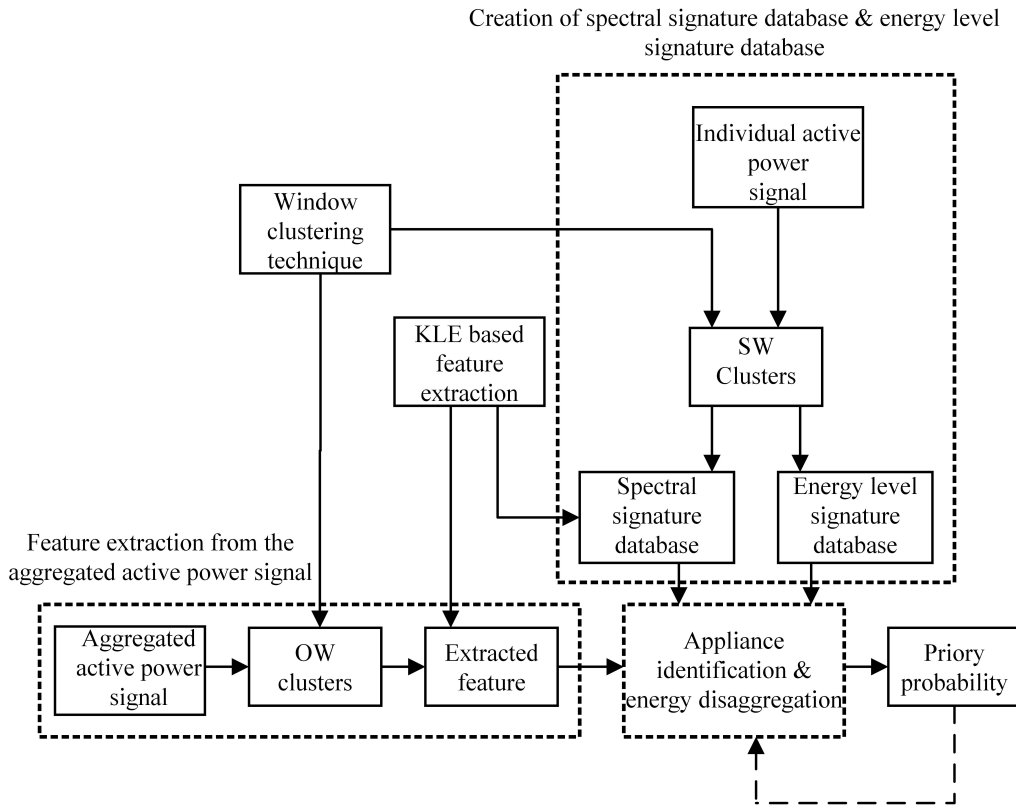 Creation of spectral signature database & energy level
signature database
Individual active
power
signal
Window
clustering
technique
KLE based
feature
extraction
SW
Clusters
Spectral
signature
database
Energy level
signature
database
Feature extraction from the
aggregated active power signal
Aggregated
active power
signal
OW
clusters
Extracted
feature
Appliance
identification &
energy disaggregation
Priory
probability